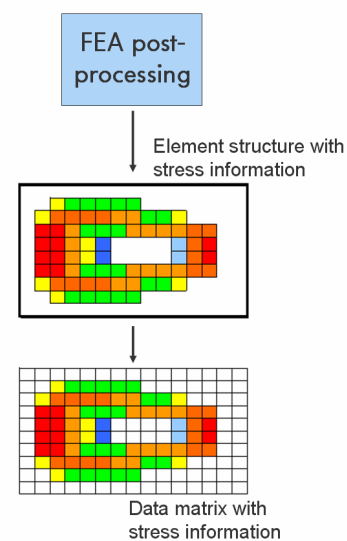 FEA post-
processing
Element structure with
stress information
Data matrix with
stress information